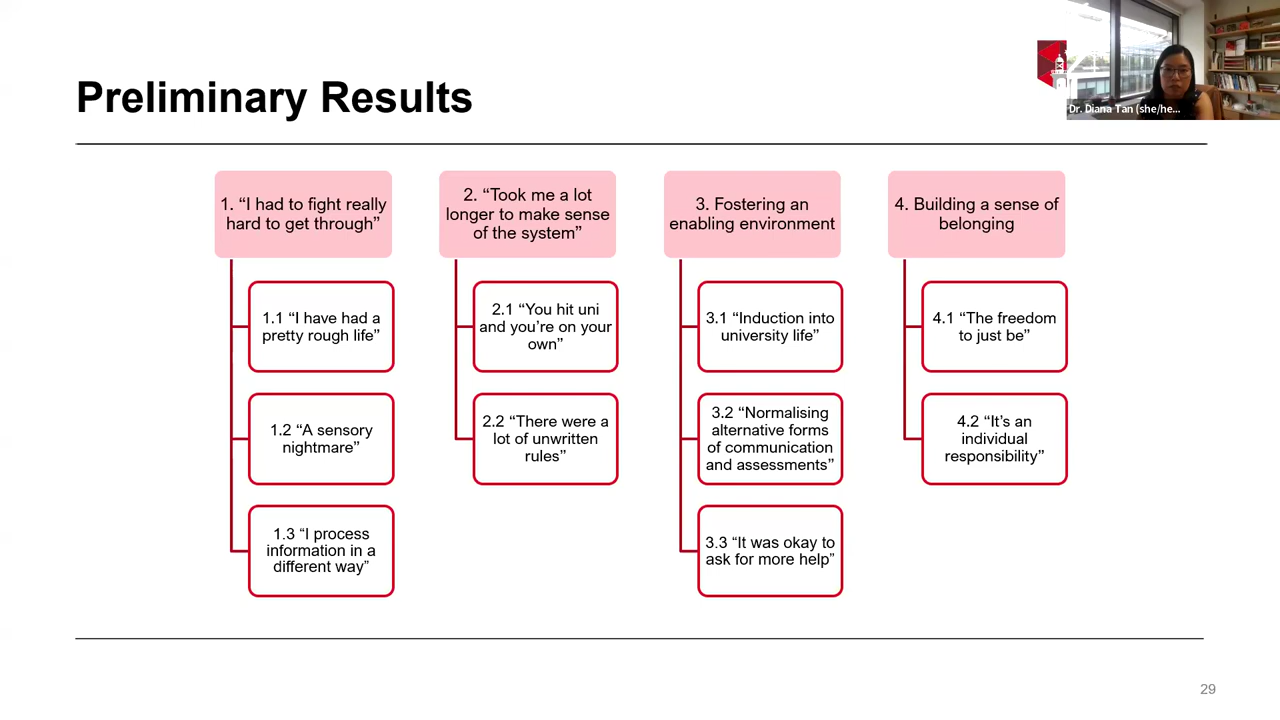 Preliminary Results
Dr. Diana Tan (she/he...
1. “I had to fight really
hard to get through”
1.1 “I have had a
pretty rough life”
1.2 “A sensory
nightmare”
1.3 “I process
information in a
different way”
2. “Took me a lot
longer to make sense
of the system”
2.1 “You hit uni
and you’re on your
own”
2.2 “There were a
lot of unwritten
rules”
3. Fostering an
enabling environment
3.1 “Induction into
university life”
3.2 “Normalising
alternative forms
of communication
and assessments”
3.3 “It was okay to
ask for more help”
4. Building a sense of
belonging
4.1 “The freedom
to just be”
4.2 “It’s an
individual
responsibility”
29